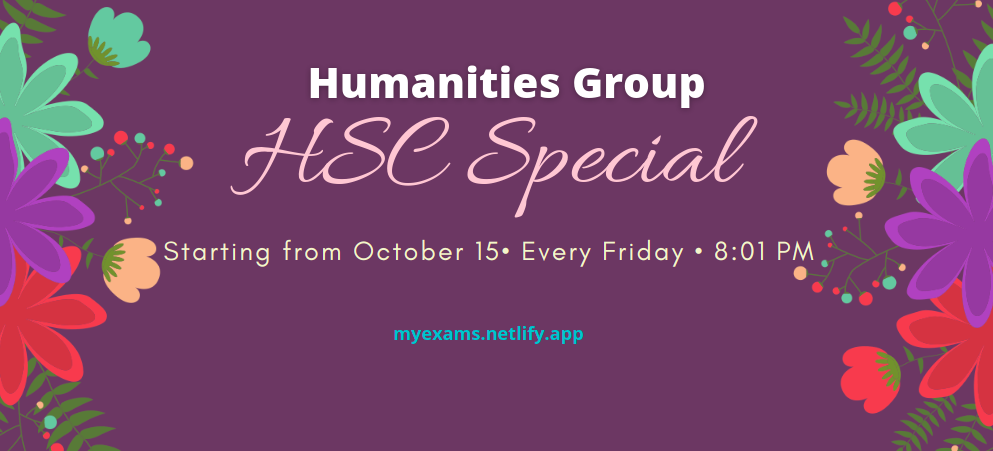 Humanities Group
HSC Special
Starting from October 15• Every Friday • 8:01 PM
myexams.netlify.app